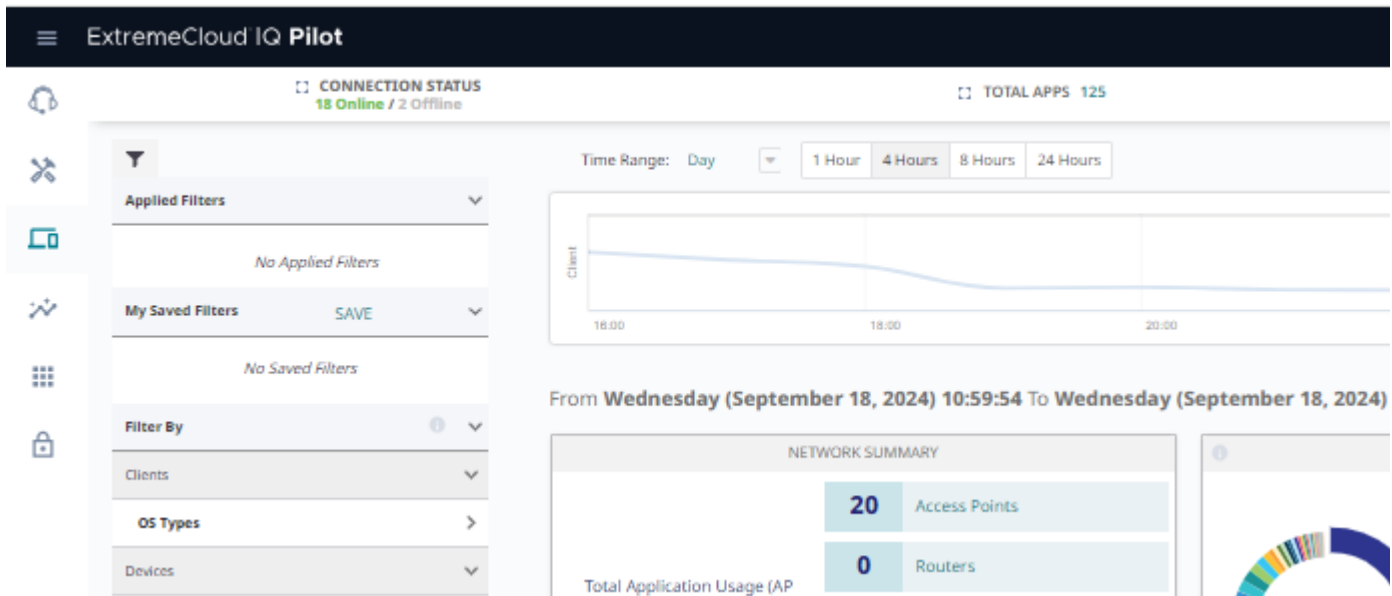 ExtremeCloud IQ Pilot
CONNECTION STATUS
18 Online / 2 Offline
TOTAL APPS 125
Time Range: Day
1 Hour
4 Hours
8 Hours
24 Hours
Applied Filters
No Applied Filters
My Saved Filters SAVE
No Saved Filters
Filter By
Clients
OS Types
Devices
Client
16:00
18:00
20:00
From Wednesday (September 18, 2024) 10:59:54 To Wednesday (September 18, 2024)
NETWORK SUMMARY
20 Access Points
0 Routers
Total Application Usage (AP